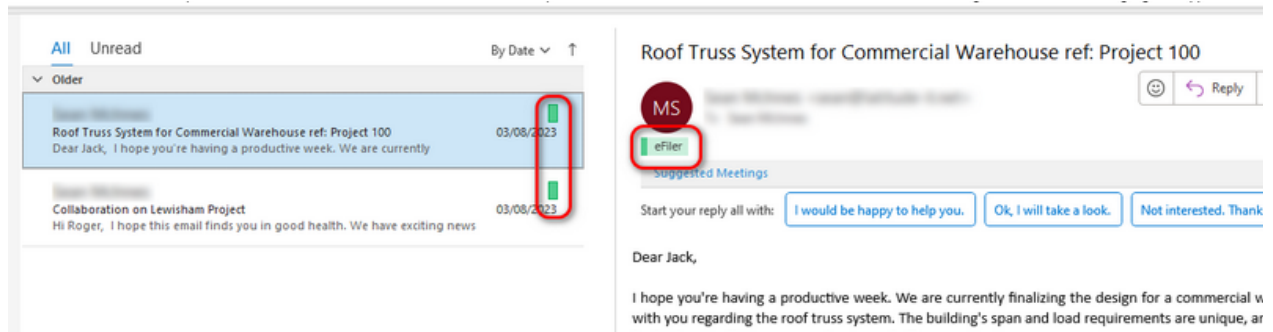 All Unread By Date ↑
Older
Roof Truss System for Commercial Warehouse ref: Project 100 03/08/2023
Dear Jack, I hope you're having a productive week. We are currently
Collaboration on Lewisham Project 03/08/2023
Hi Roger, I hope this email finds you in good health. We have exciting news
Roof Truss System for Commercial Warehouse ref: Project 100
Reply
MS
eFiler
Suggested Meetings
Start your reply all with: I would be happy to help you. Ok, I will take a look. Not interested. Thank
Dear Jack,
I hope you're having a productive week. We are currently finalizing the design for a commercial w
with you regarding the roof truss system. The building's span and load requirements are unique, a